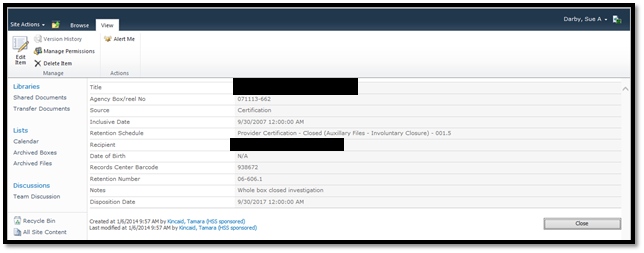 Site Actions Browse View Darby, Sue A
Edit Item
Version History
Manage Permissions
Delete Item
Manage
Alert Me
Actions
Libraries
Shared Documents
Transfer Documents
Lists
Calendar
Archived Boxes
Archived Files
Discussions
Team Discussion
Recycle Bin
All Site Content
Title
Agency Box/reel No 071113-662
Source Certification
Inclusive Date 9/30/2007 12:00:00 AM
Retention Schedule Provider Certification - Closed (Auxillary Files - Involuntary Closure) - 001.5
Recipient
Date of Birth N/A
Records Center Barcode 938672
Retention Number 06-606.1
Notes Whole box closed investigation
Disposition Date 9/30/2017 12:00:00 AM
Created at 1/6/2014 9:57 AM by Kincaid, Tamara (HSS sponsored)
Last modified at 1/6/2014 9:57 AM by Kincaid, Tamara (HSS sponsored)
Close